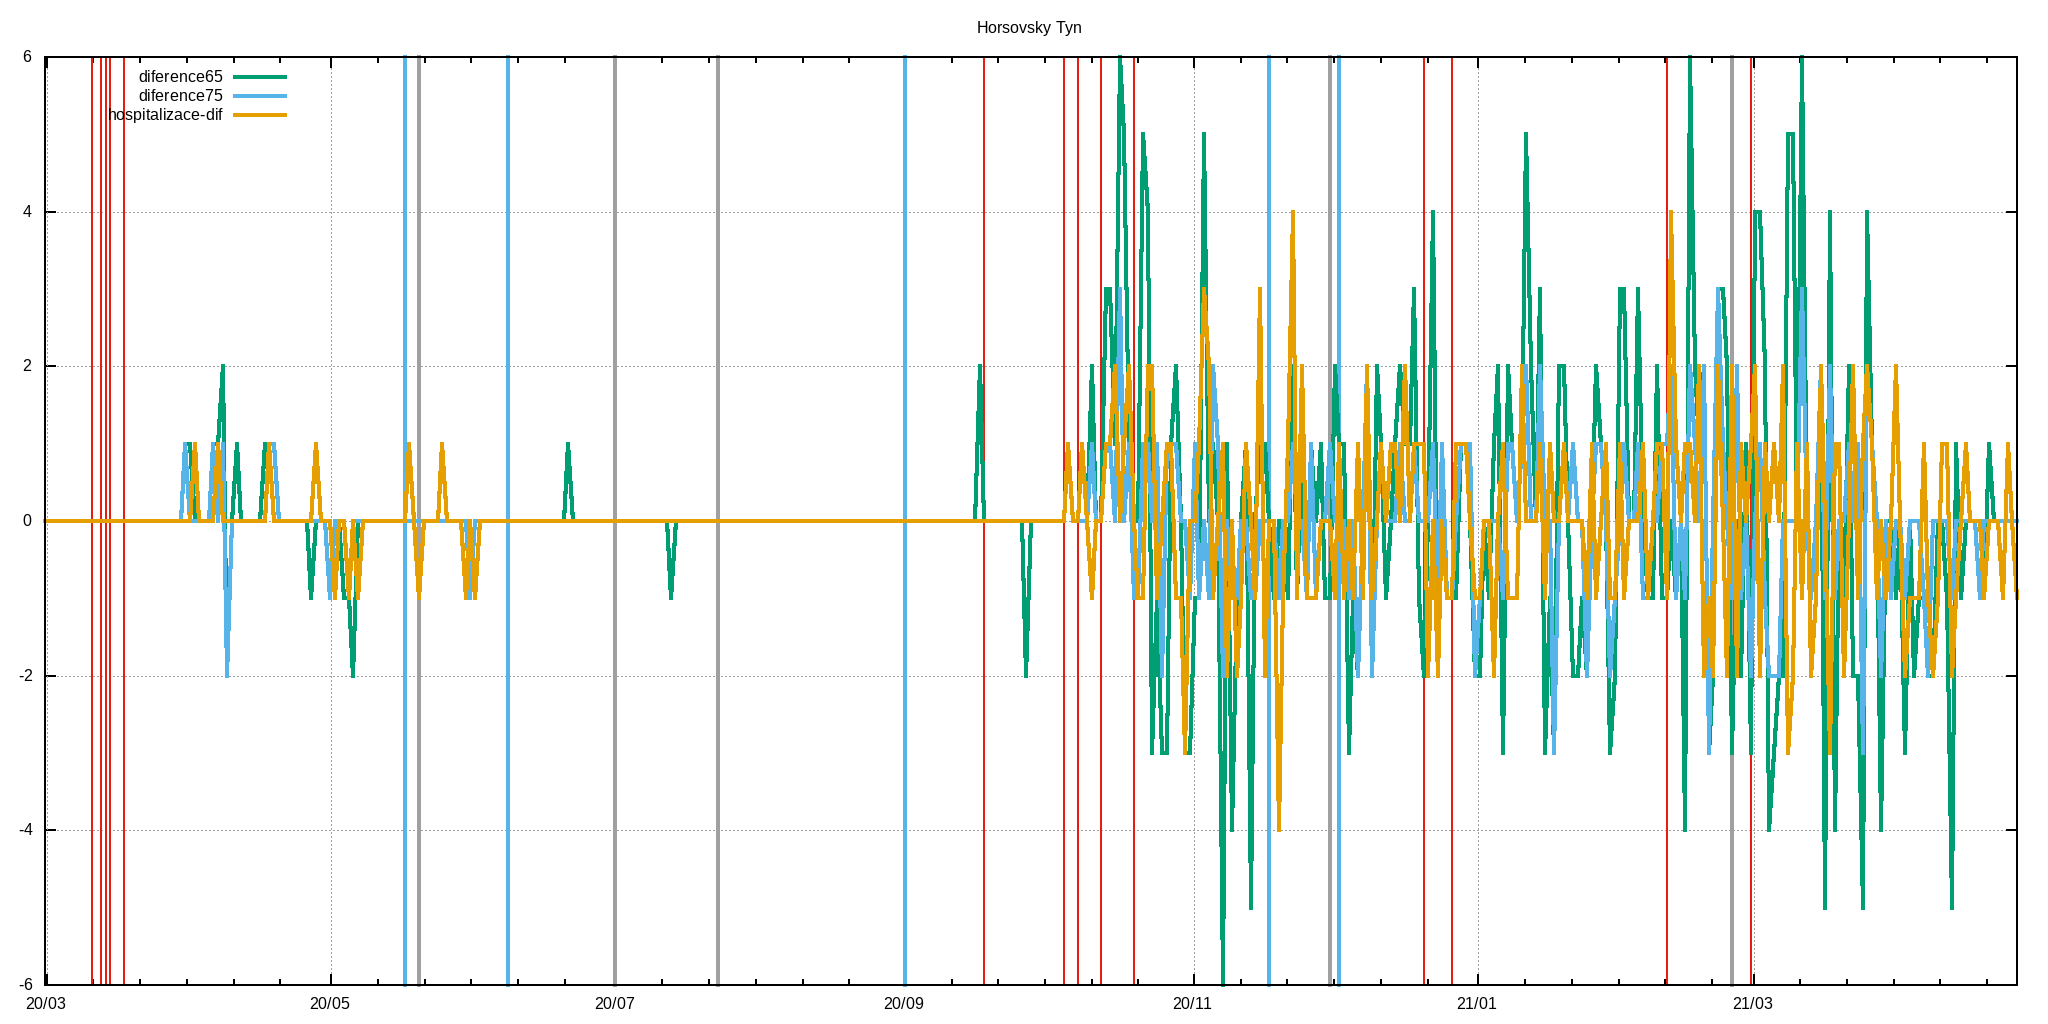 Horsovsky Tyn
6
diference65
diference75
hospitalizace-dif
4
2
0
-2
-4
-6
20/03 20/05 20/07 20/09 20/11 21/01 21/03